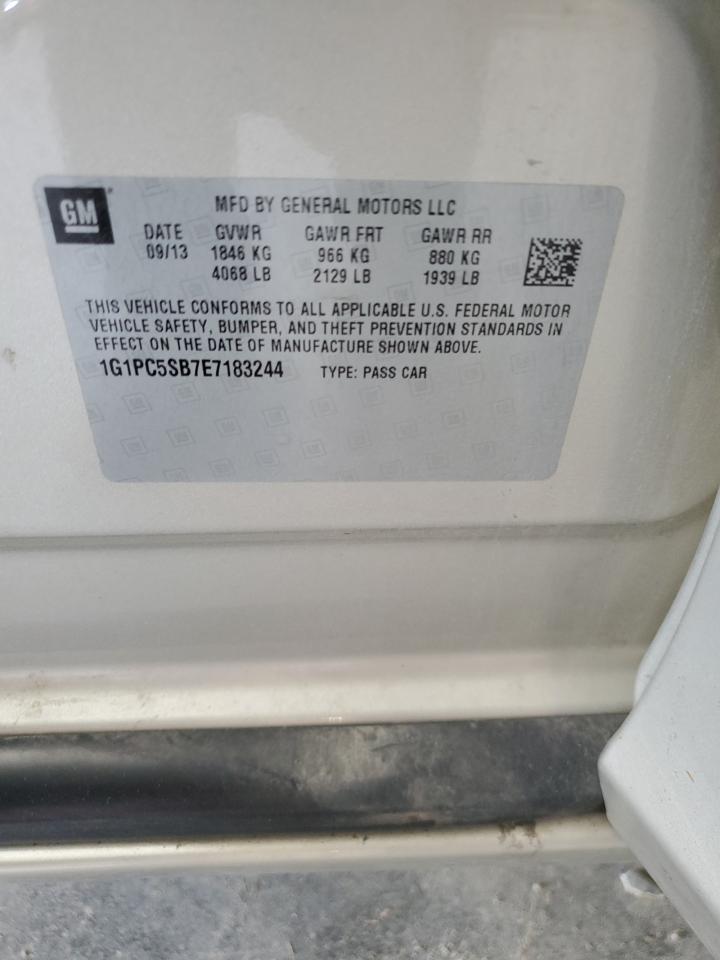 GM
MFD BY GENERAL MOTORS LLC
DATE GVWR GAWR FRT GAWR RR
09/13 1846 KG 966 KG 880 KG
4068 LB 2129 LB 1939 LB
THIS VEHICLE CONFORMS TO ALL APPLICABLE U.S. FEDERAL MOTOR
VEHICLE SAFETY, BUMPER, AND THEFT PREVENTION STANDARDS IN
EFFECT ON THE DATE OF MANUFACTURE SHOWN ABOVE.
1G1PC5SB7E7183244 TYPE: PASS CAR